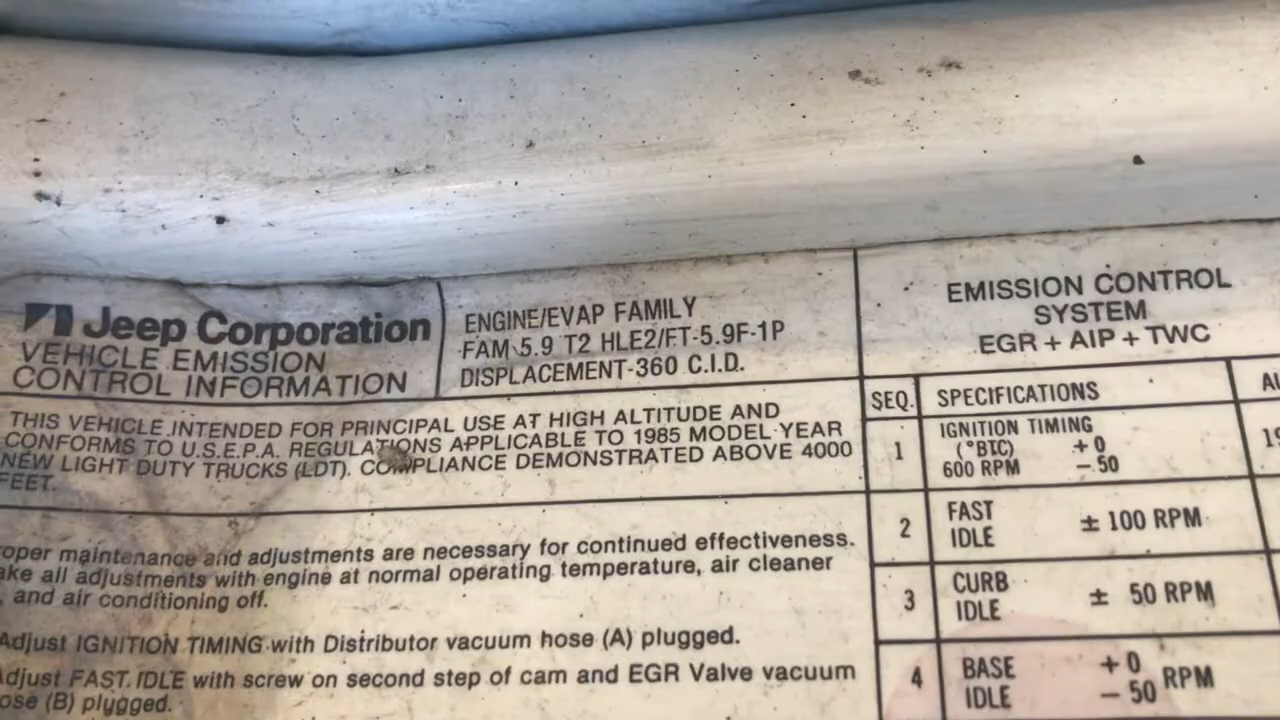 Jeep Corporation
VEHICLE EMISSION
CONTROL INFORMATION
ENGINE/EVAP FAMILY
FAM 5.9 T2 HLE2/FT-5.9F-1P
DISPLACEMENT-360 C.I.D.
EMISSION CONTROL
SYSTEM
EGR + AIP + TWC
THIS VEHICLE INTENDED FOR PRINCIPAL USE AT HIGH ALTITUDE AND
CONFORMS TO U.S.E.P.A. REGULATIONS APPLICABLE TO 1985 MODEL YEAR
NEW LIGHT DUTY TRUCKS (LDT). COMPLIANCE DEMONSTRATED ABOVE 4000
FEET.
oper maintenance and adjustments are necessary for continued effectiveness.
ake all adjustments with engine at normal operating temperature, air cleaner
, and air conditioning off.
Adjust IGNITION TIMING with Distributor vacuum hose (A) plugged.
Adjust FAST IDLE with screw on second step of cam and EGR Valve vacuum
ose (B) plugged.
SEQ. SPECIFICATIONS AU
1 IGNITION TIMING
(°BTC) + 0
600 RPM - 50
2 FAST
IDLE ± 100 RPM
3 CURB
IDLE ± 50 RPM
4 BASE + 0
IDLE - 50 RPM